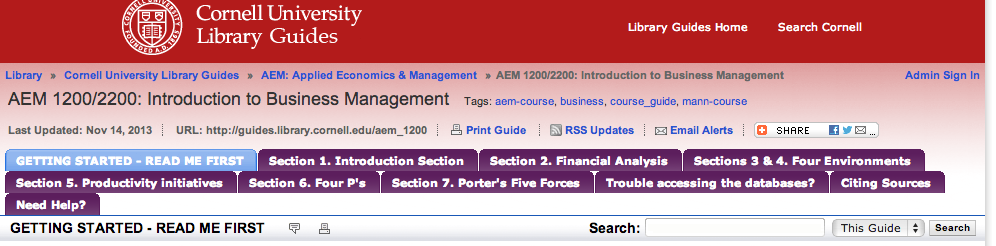 Cornell University
Library Guides
Library Guides Home Search Cornell
Library » Cornell University Library Guides » AEM: Applied Economics & Management » AEM 1200/2200: Introduction to Business Management Admin Sign In
AEM 1200/2200: Introduction to Business Management Tags: aem-course, business, course_guide, mann-course
Last Updated: Nov 14, 2013 URL: http://guides.library.cornell.edu/aem_1200 Print Guide RSS Updates Email Alerts SHARE ...
GETTING STARTED - READ ME FIRST Section 1. Introduction Section Section 2. Financial Analysis Sections 3 & 4. Four Environments
Section 5. Productivity initiatives Section 6. Four P's Section 7. Porter's Five Forces Trouble accessing the databases? Citing Sources
Need Help?
GETTING STARTED - READ ME FIRST Search: This Guide Search